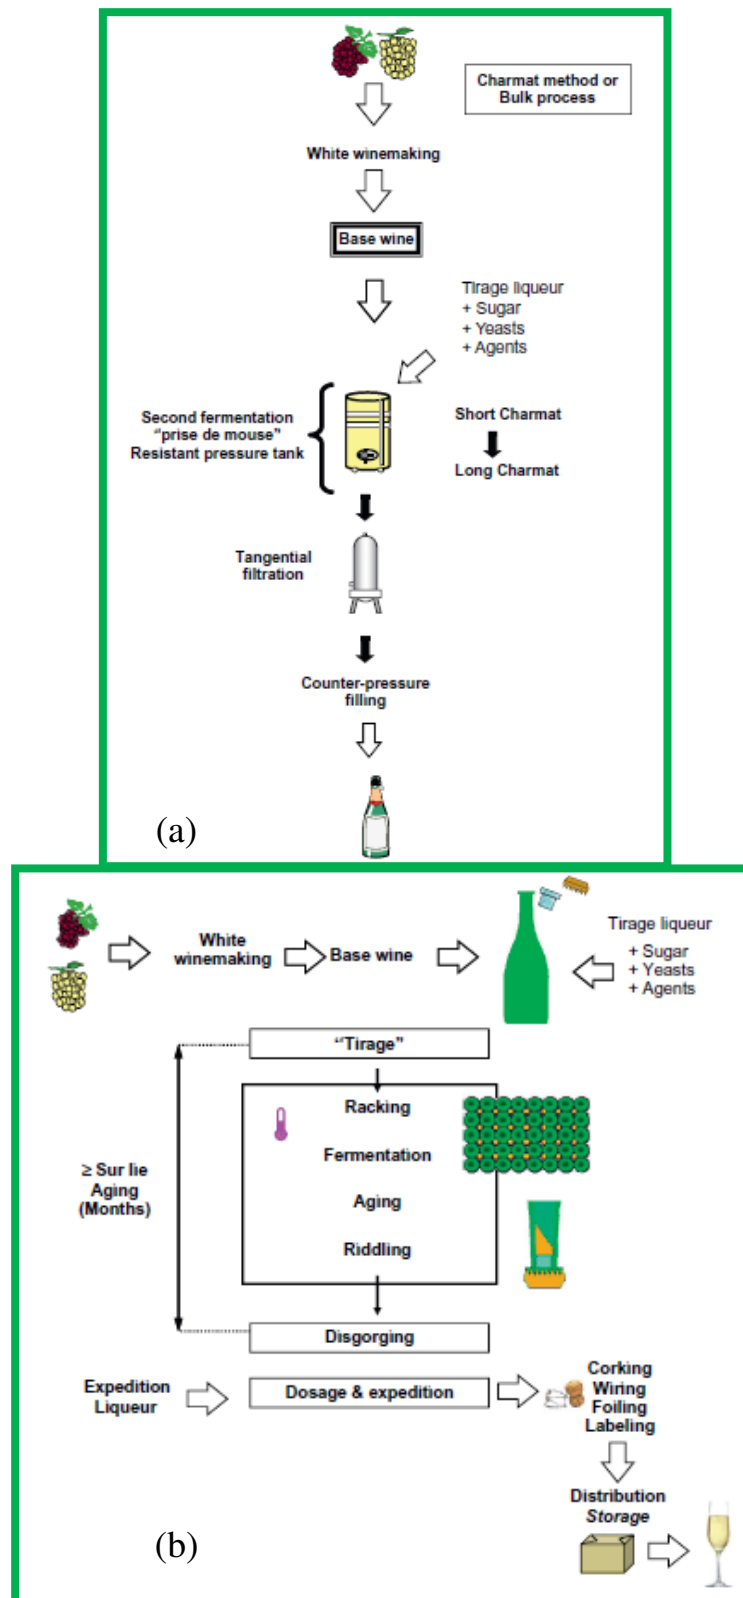 Charmat method or
Bulk process
White winemaking
Base wine
Tirage liqueur
+ Sugar
+ Yeasts
+ Agents
Second fermentation
“prise de mouse”
Resistant pressure tank
Short Charmat
Long Charmat
Tangential
filtration
Counter-pressure
filling
(a)
White
winemaking
Base wine
Tirage liqueur
+ Sugar
+ Yeasts
+ Agents
“Tirage”
Racking
Fermentation
Aging
Riddling
≥ Sur lie
Aging
(Months)
Disgorging
Expedition
Liqueur
Dosage & expedition
Corking
Wiring
Foiling
Labeling
Distribution
Storage
(b)